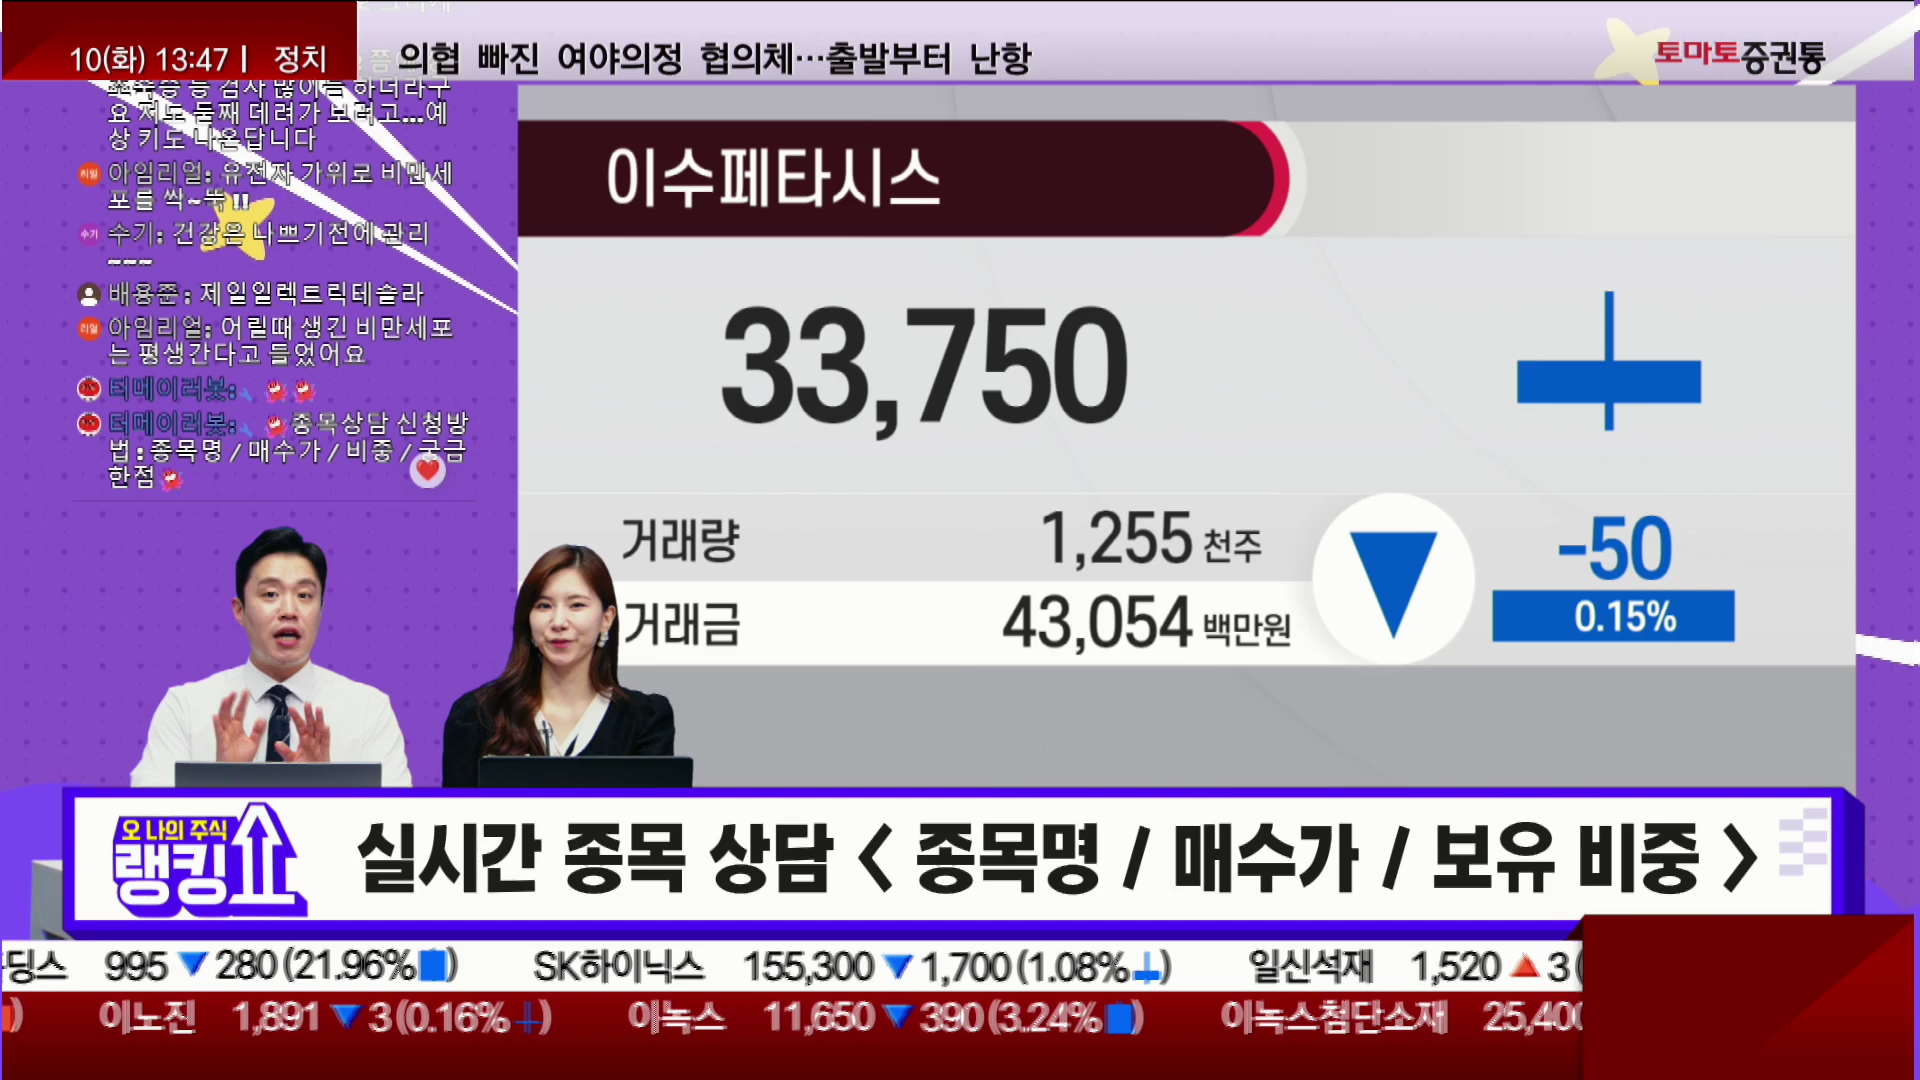 10(화) 13:47 | 정치
의협 빠진 여야의정 협의체…출발부터 난항
토마토증권통
요 저도 둘째 데려가 보려고...예
상 키도 나온답니다
리얼 아임리얼: 유전자 가위로 비만세
포를 싹~뚝!!
수기 수기: 건강은 나쁘기전에 관리
~~~
배용준: 제일일렉트릭테슬라
리얼 아임리얼: 어릴때 생긴 비만세포
는 평생간다고 들었어요
터메이러봇:
터메이러봇: 종목상담 신청방
법 : 종목명 / 매수가 / 비중 / 궁금
한점
이수페타시스
33,750
거래량 1,255 천주
거래금 43,054 백만원
▼ -50
0.15%
오 나의 주식
랭킹
실시간 종목 상담 < 종목명 / 매수가 / 보유 비중 >
딩스 995 ▼ 280 (21.96%) SK하이닉스 155,300 ▼ 1,700 (1.08%) 일신석재 1,520 ▲ 3(
) 이노진 1,891 ▼ 3 (0.16%) 이녹스 11,650 ▼ 390 (3.24%) 이녹스첨단소재 25,400